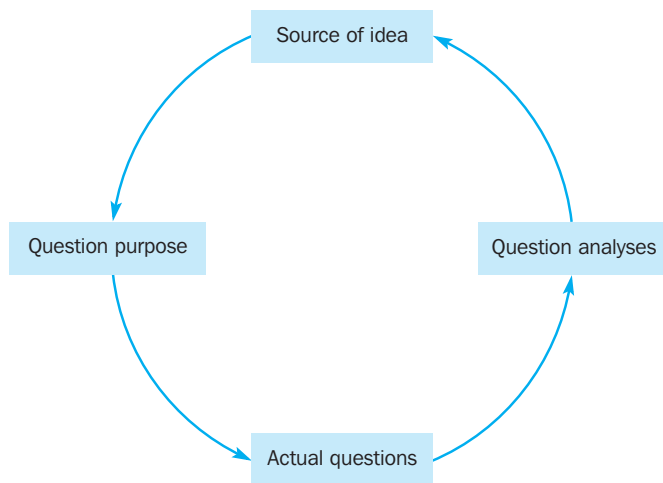 Source of idea
Question purpose
Question analyses
Actual questions